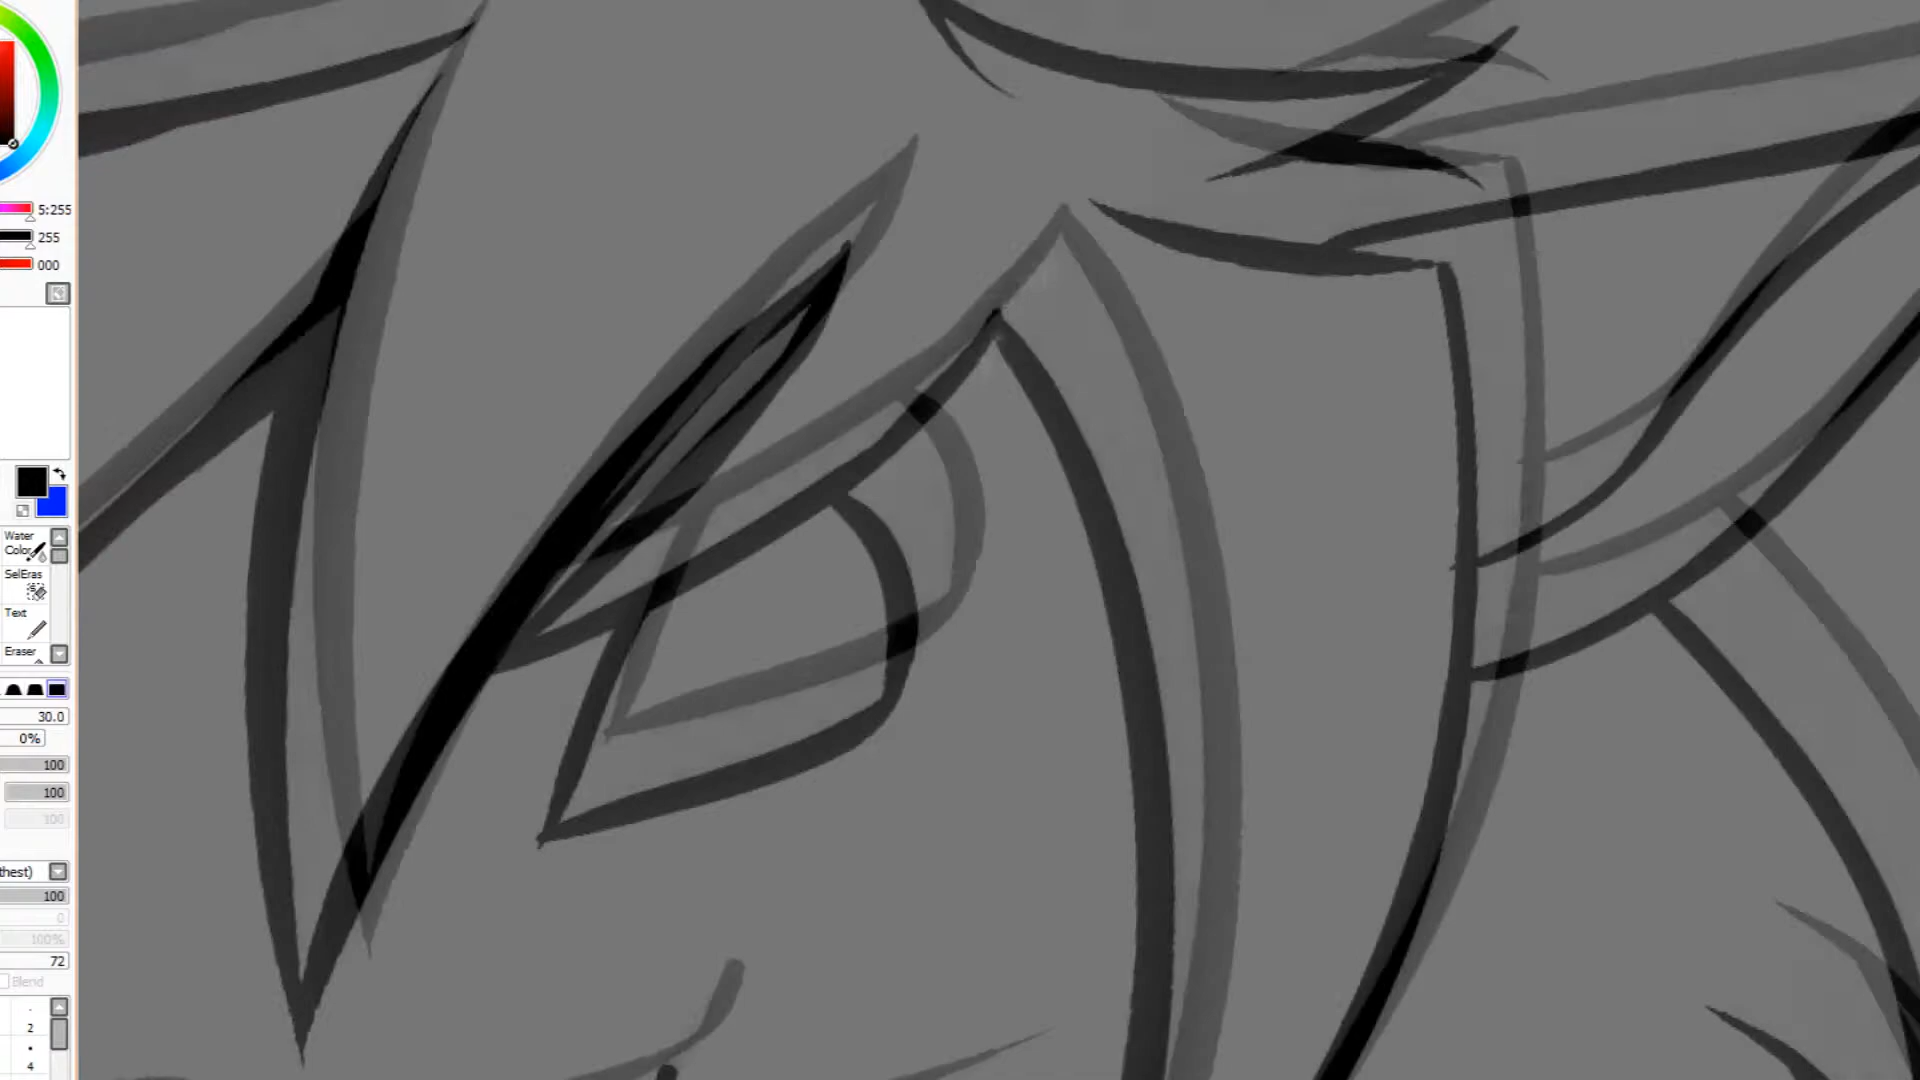 5:255
255
000
Water
Color
SelEras
Text
Eraser
30.0
0%
100
100
100
thest)
100
0
100%
72
Blend
2
4